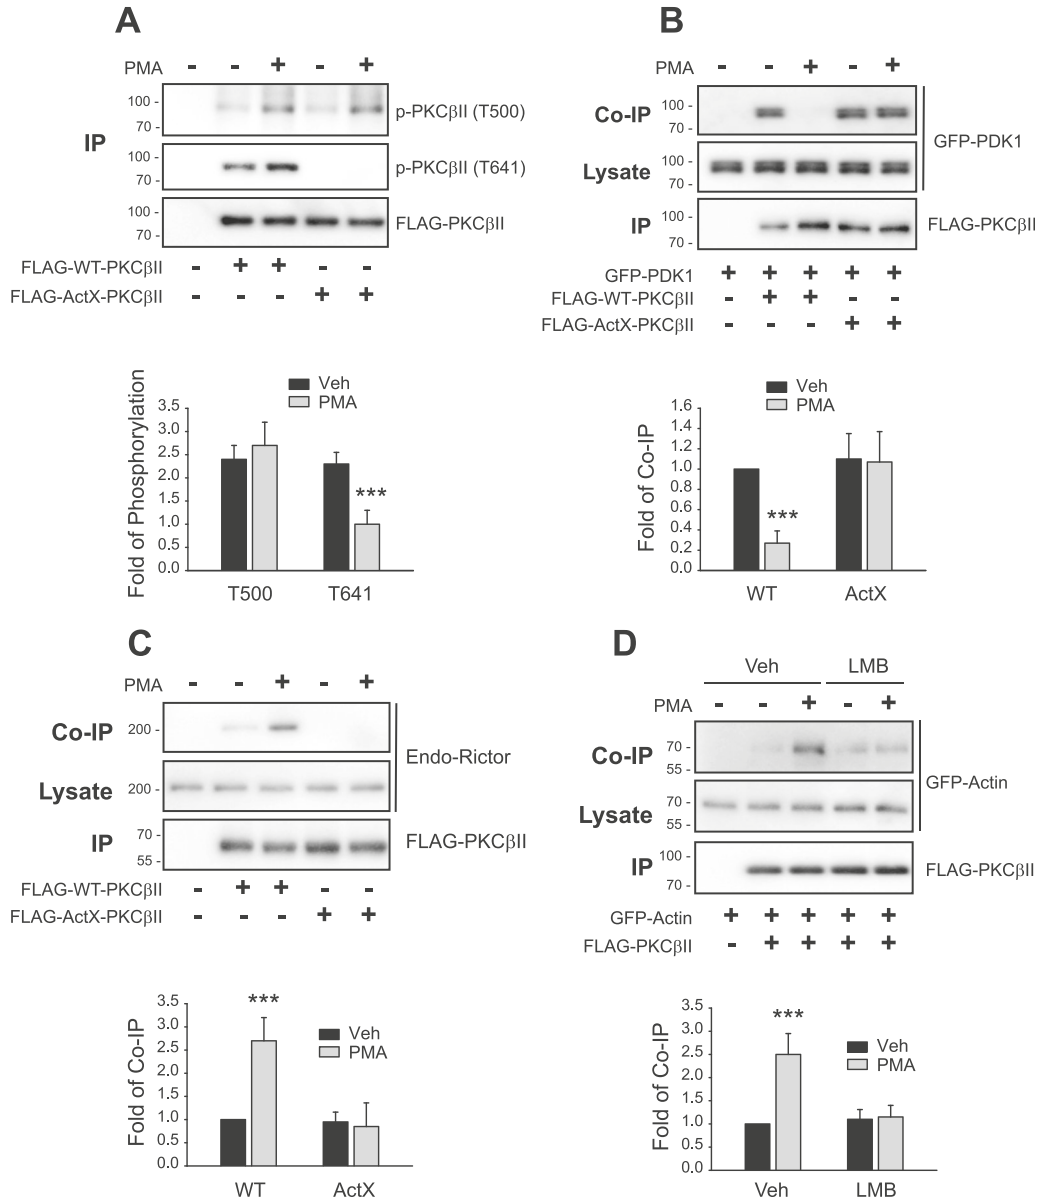 A
PMA - - + - +
IP
100 -
70 -
p-PKCβII (T500)
100 -
70 -
p-PKCβII (T641)
100 -
70 -
FLAG-PKCβII
FLAG-WT-PKCβII - + + - -
FLAG-ActX-PKCβII - - - + +
Fold of Phosphorylation
3.5
3.0
2.5
2.0
1.5
1.0
0.5
0.0
Veh
PMA
***
T500 T641
B
PMA - - + - +
Co-IP
100 -
70 -
GFP-PDK1
Lysate
100 -
70 -
IP
100 -
70 -
FLAG-PKCβII
GFP-PDK1 + + + + +
FLAG-WT-PKCβII - + + - -
FLAG-ActX-PKCβII - - - + +
Fold of Co-IP
1.6
1.4
1.2
1.0
0.8
0.6
0.4
0.2
0.0
Veh
PMA
***
WT ActX
C
PMA - - + - +
Co-IP
200 -
Endo-Rictor
Lysate
200 -
IP
70 -
55 -
FLAG-PKCβII
FLAG-WT-PKCβII - + + - -
FLAG-ActX-PKCβII - - - + +
Fold of Co-IP
3.5
3.0
2.5
2.0
1.5
1.0
0.5
0.0
***
Veh
PMA
WT ActX
D
Veh LMB
PMA - - + - +
Co-IP
70 -
55 -
GFP-Actin
Lysate
70 -
55 -
IP
100 -
70 -
FLAG-PKCβII
GFP-Actin + + + + +
FLAG-PKCβII - + + + +
Fold of Co-IP
3.5
3.0
2.5
2.0
1.5
1.0
0.5
0.0
***
Veh
PMA
Veh LMB